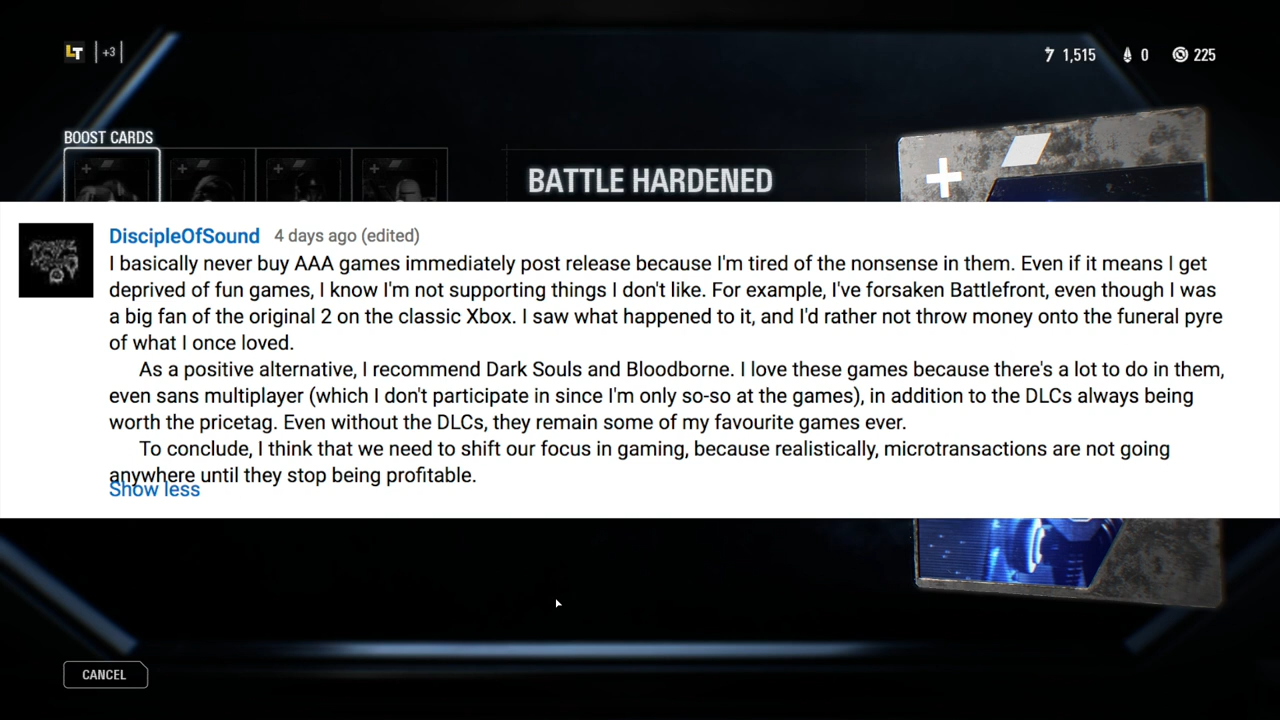 LT +3
7 1,515 0 225
BOOST CARDS
BATTLE HARDENED
DiscipleOfSound 4 days ago (edited)
I basically never buy AAA games immediately post release because I'm tired of the nonsense in them. Even if it means I get
deprived of fun games, I know I'm not supporting things I don't like. For example, I've forsaken Battlefront, even though I was
a big fan of the original 2 on the classic Xbox. I saw what happened to it, and I'd rather not throw money onto the funeral pyre
of what I once loved.
As a positive alternative, I recommend Dark Souls and Bloodborne. I love these games because there's a lot to do in them,
even sans multiplayer (which I don't participate in since I'm only so-so at the games), in addition to the DLCs always being
worth the pricetag. Even without the DLCs, they remain some of my favourite games ever.
To conclude, I think that we need to shift our focus in gaming, because realistically, microtransactions are not going
anywhere until they stop being profitable.
Show less
CANCEL